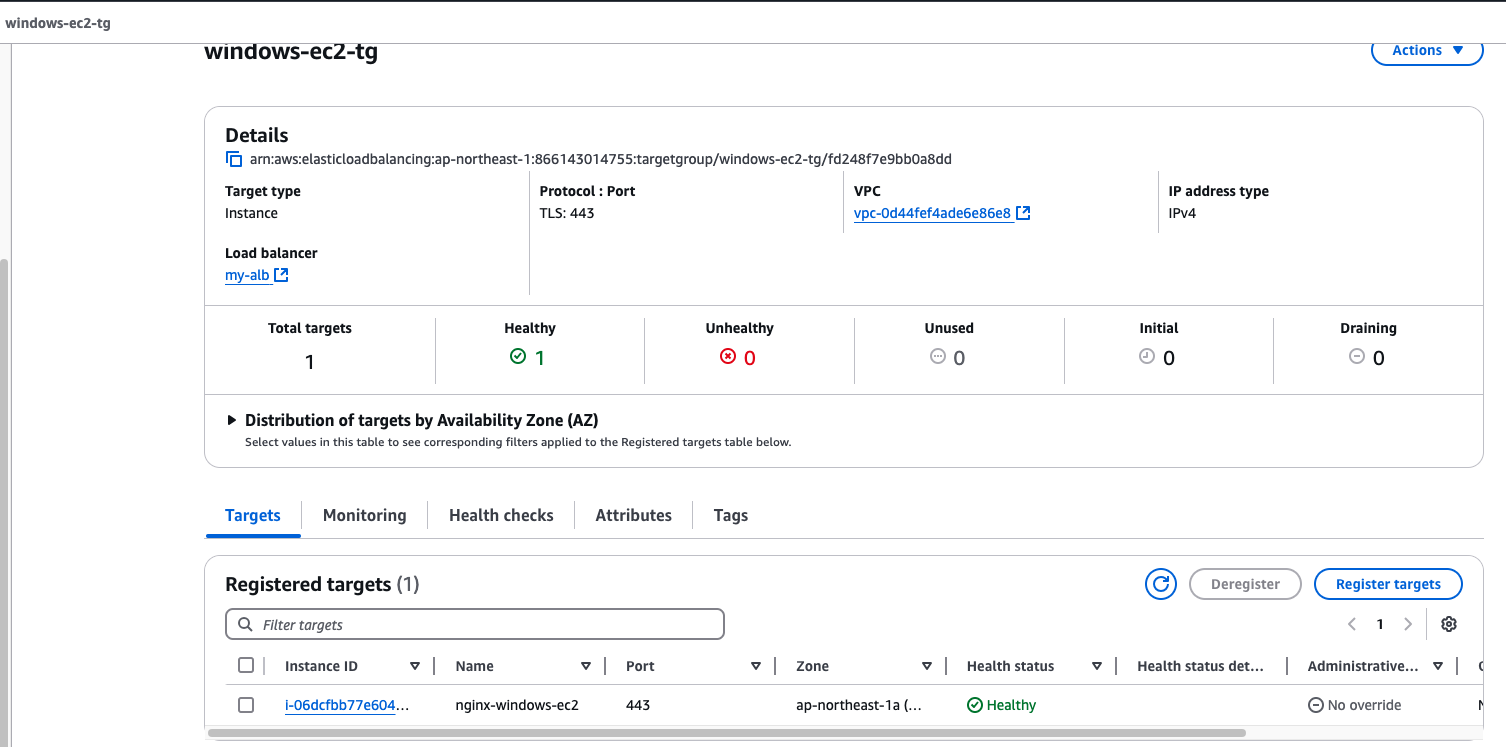 windows-ec2-tg
windows-ec2-tg
Actions
Details
arn:aws:elasticloadbalancing:ap-northeast-1:866143014755:targetgroup/windows-ec2-tg/fd248f7e9bb0a8dd
Target type
Instance
Protocol : Port
TLS: 443
VPC
vpc-0d44fef4ade6e86e8
IP address type
IPv4
Load balancer
my-alb
Total targets
1
Healthy
1
Unhealthy
0
Unused
0
Initial
0
Draining
0
Distribution of targets by Availability Zone (AZ)
Select values in this table to see corresponding filters applied to the Registered targets table below.
Targets
Monitoring
Health checks
Attributes
Tags
Registered targets (1)
Deregister
Register targets
Filter targets
1
Instance ID
Name
Port
Zone
Health status
Health status det...
Administrative...
i-06dcfbb77e604...
nginx-windows-ec2
443
ap-northeast-1a (...
Healthy
No override